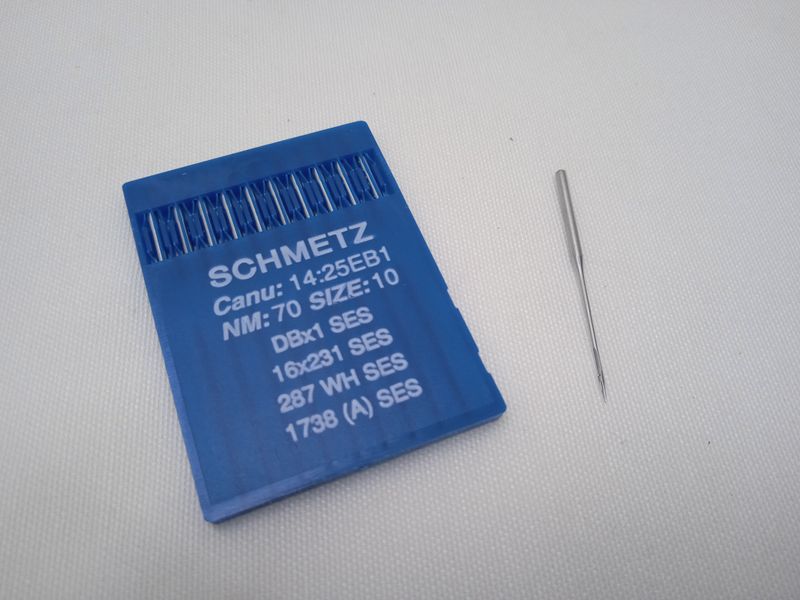 SCHMETZ
Canu: 14:25EB1
NM: 70 SIZE: 10
DBx1 SES
16x231 SES
287 WH SES
1738 (A) SES